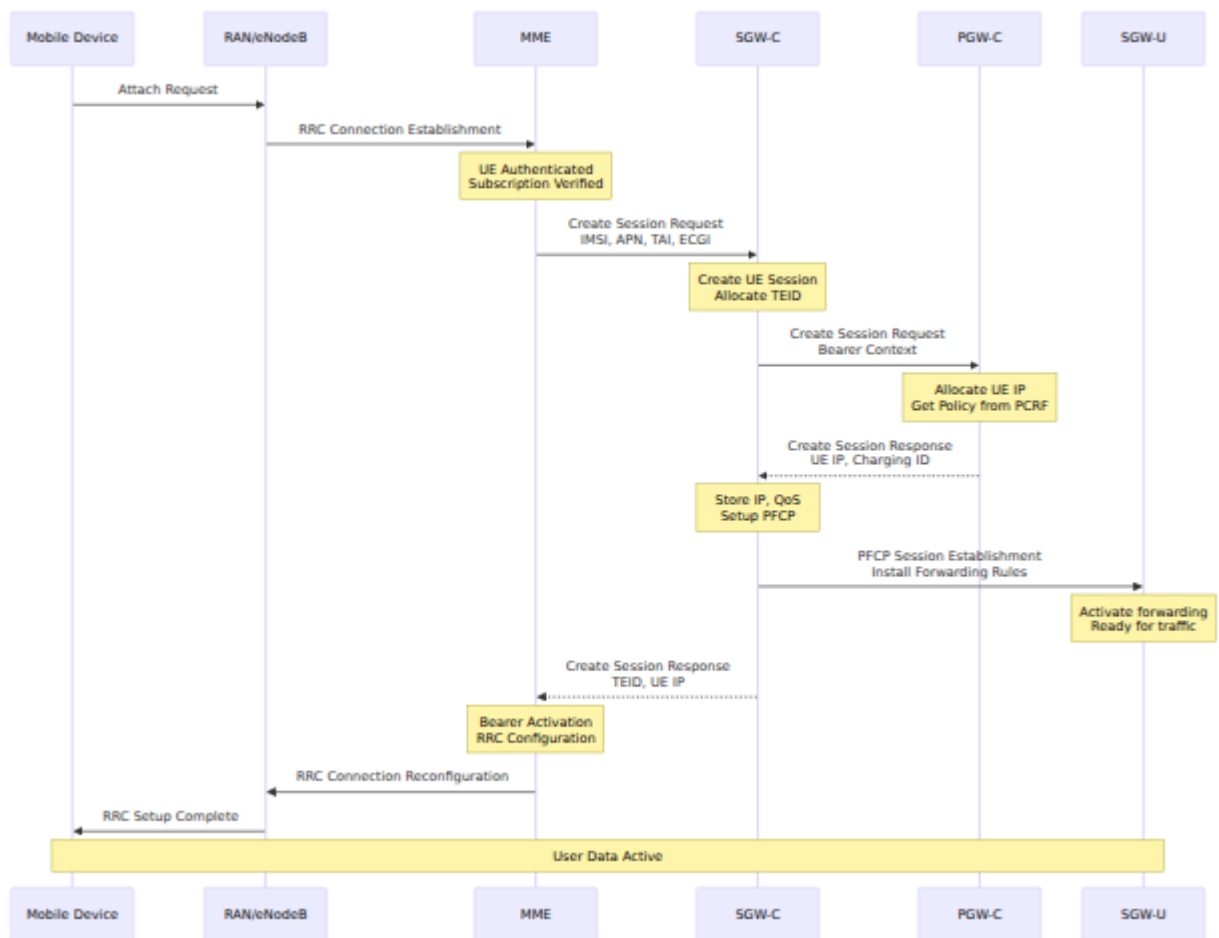 Mobile Device
RAN/eNodeB
MME
SGW-C
PGW-C
SGW-U
Attach Request
RRC Connection Establishment
UE Authenticated
Subscription Verified
Create Session Request
IMSI, APN, TAI, ECGI
Create UE Session
Allocate TEID
Create Session Request
Bearer Context
Allocate UE IP
Get Policy from PCRF
Create Session Response
UE IP, Charging ID
Store IP, QoS
Setup PFCP
PFCP Session Establishment
Install Forwarding Rules
Activate forwarding
Ready for traffic
Create Session Response
TEID, UE IP
Bearer Activation
RRC Configuration
RRC Connection Reconfiguration
RRC Setup Complete
User Data Active
Mobile Device
RAN/eNodeB
MME
SGW-C
PGW-C
SGW-U